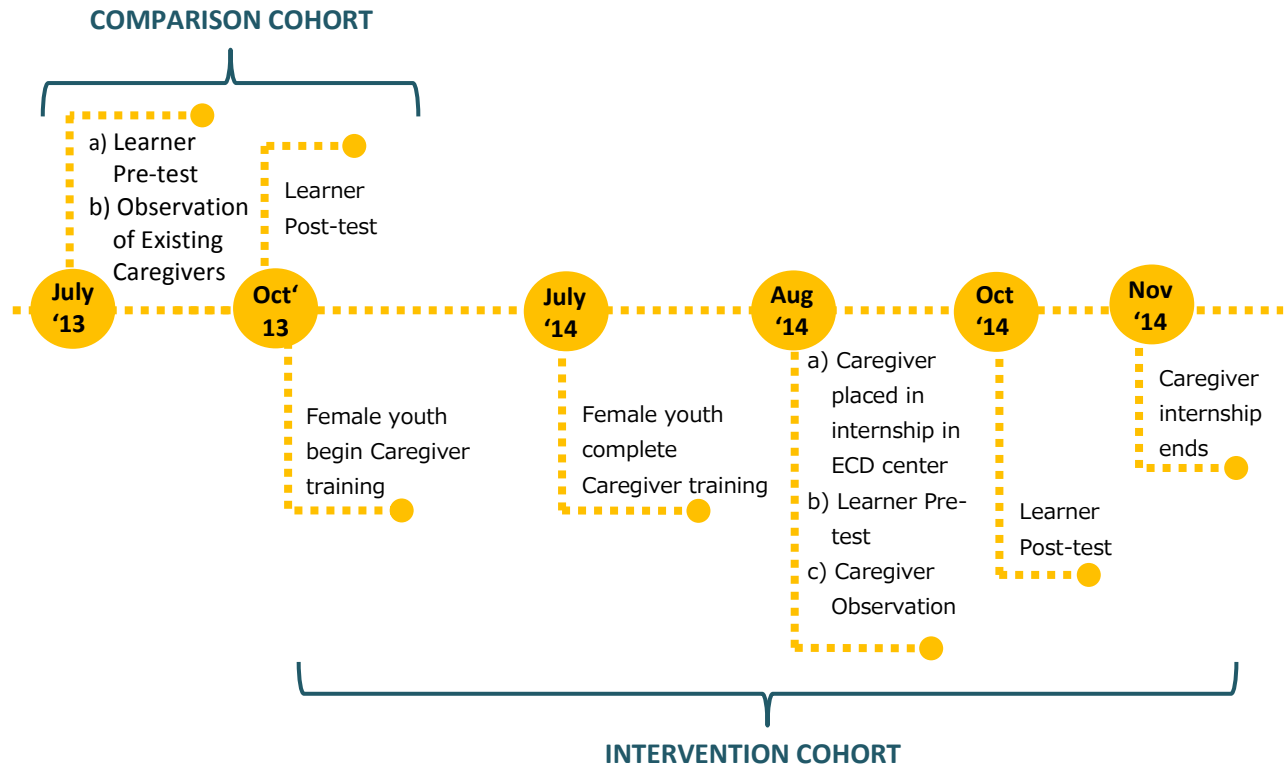 COMPARISON COHORT
a) Learner
Pre-test
b) Observation
of Existing
Caregivers
Learner
Post-test
July
‘13
Oct‘
13
July
‘14
Aug
‘14
Oct
‘14
Nov
‘14
Female youth
begin Caregiver
training
Female youth
complete
Caregiver training
a) Caregiver
placed in
internship in
ECD center
b) Learner Pre-
test
c) Caregiver
Observation
Learner
Post-test
Caregiver
internship
ends
INTERVENTION COHORT